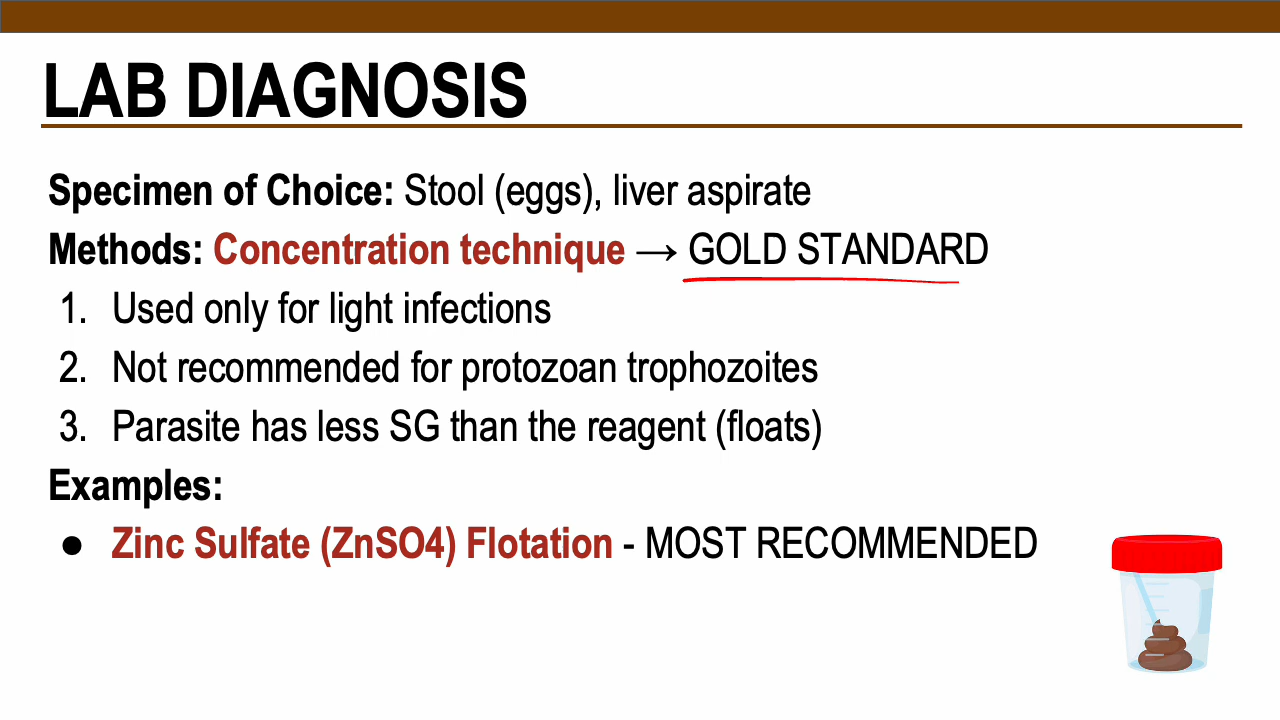 LAB DIAGNOSIS
Specimen of Choice: Stool (eggs), liver aspirate
Methods: Concentration technique → GOLD STANDARD
1. Used only for light infections
2. Not recommended for protozoan trophozoites
3. Parasite has less SG than the reagent (floats)
Examples:
● Zinc Sulfate (ZnSO4) Flotation - MOST RECOMMENDED